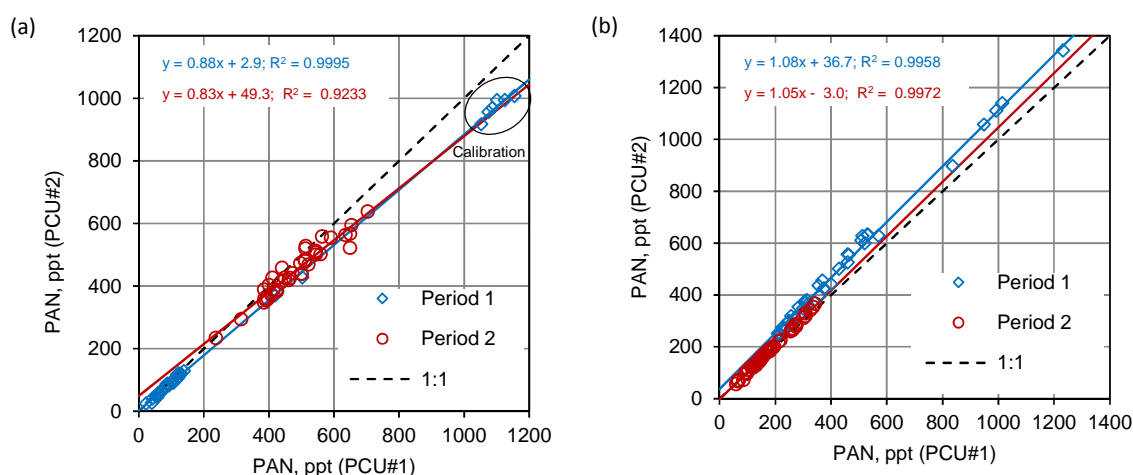 (a)
1200
1000
800
600
400
200
0
0 200 400 600 800 1000 1200
PAN, ppt (PCU#2)
PAN, ppt (PCU#1)
y = 0.88x + 2.9; R² = 0.9995
y = 0.83x + 49.3; R² = 0.9233
Calibration
Period 1
Period 2
1:1
(b)
1400
1200
1000
800
600
400
200
0
0 200 400 600 800 1000 1200 1400
PAN, ppt (PCU#2)
PAN, ppt (PCU#1)
y = 1.08x + 36.7; R² = 0.9958
y = 1.05x - 3.0; R² = 0.9972
Period 1
Period 2
1:1